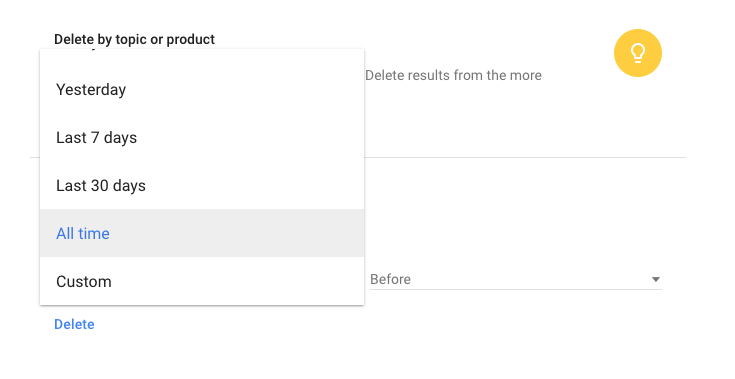 Delete by topic or product
Delete results from the more
Yesterday
Last 7 days
Last 30 days
All time
Custom
Before
Delete